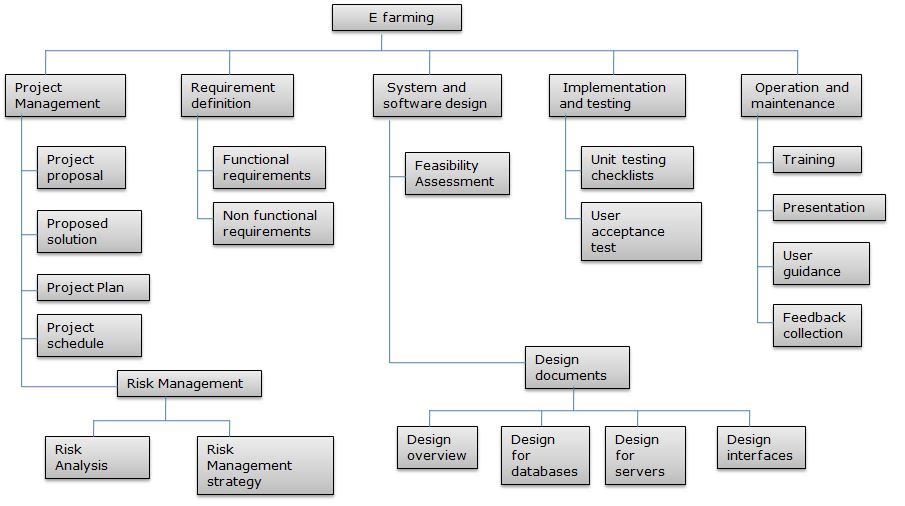 E farming
Project
Management
Requirement
definition
System and
software design
Implementation
and testing
Operation and
maintenance
Project
proposal
Proposed
solution
Project Plan
Project
schedule
Risk Management
Risk
Analysis
Risk
Management
strategy
Functional
requirements
Non functional
requirements
Feasibility
Assessment
Design
documents
Design
overview
Design
for
databases
Design
for
servers
Design
interfaces
Unit testing
checklists
User
acceptance
test
Training
Presentation
User
guidance
Feedback
collection